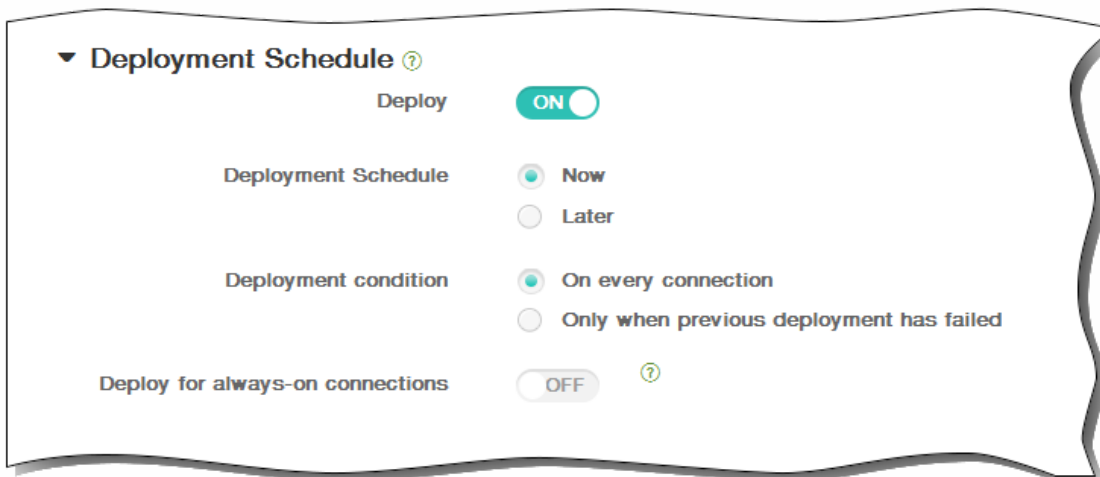 Deployment Schedule ?
Deploy ON
Deployment Schedule Now
Later
Deployment condition On every connection
Only when previous deployment has failed
Deploy for always-on connections OFF ?